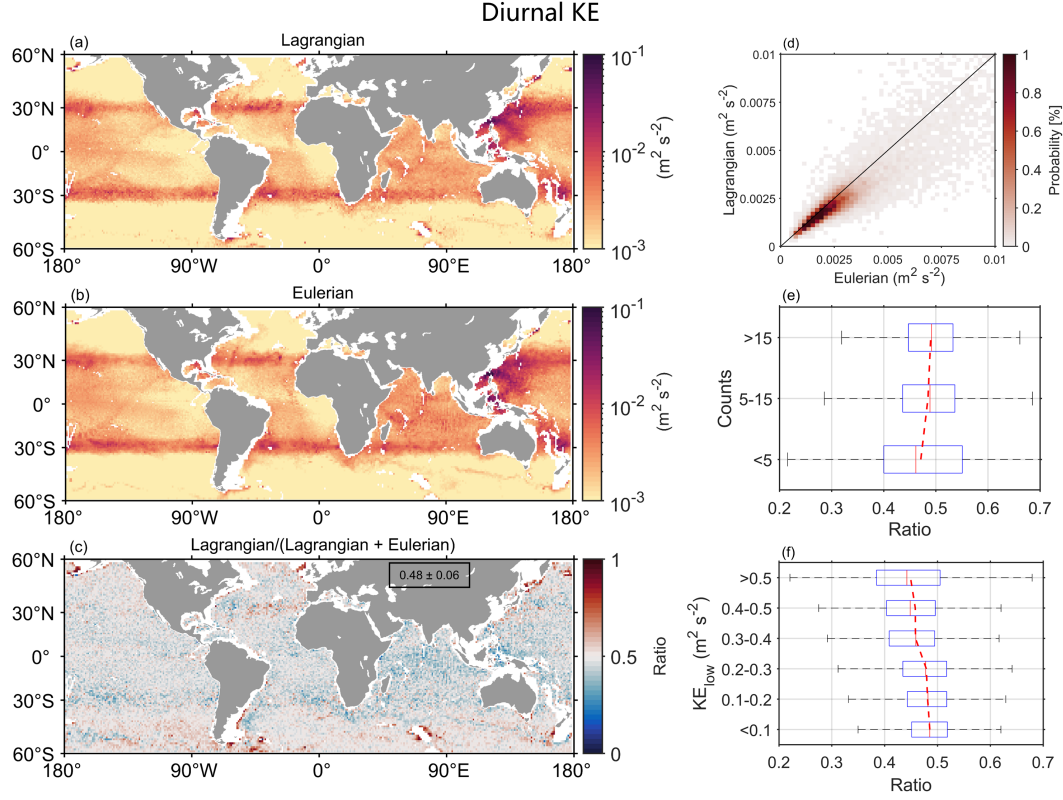 Diurnal KE
(a)
Lagrangian
60°N
30°N
0°
30°S
60°S
180°
90°W
0°
90°E
180°
10⁻¹
10⁻²
10⁻³
(m² s⁻²)
(b)
Eulerian
60°N
30°N
0°
30°S
60°S
180°
90°W
0°
90°E
180°
10⁻¹
10⁻²
10⁻³
(m² s⁻²)
(c)
Lagrangian/(Lagrangian + Eulerian)
0.48 ± 0.06
60°N
30°N
0°
30°S
60°S
180°
90°W
0°
90°E
180°
1
0.5
0
Ratio
(d)
0.01
0.0075
0.005
0.0025
0
Lagrangian (m² s⁻²)
0
0.0025
0.005
0.0075
0.01
Eulerian (m² s⁻²)
1
0.8
0.6
0.4
0.2
0
Probability [%]
(e)
>15
5-15
<5
Counts
0.2
0.3
0.4
0.5
0.6
0.7
Ratio
(f)
>0.5
0.4-0.5
0.3-0.4
0.2-0.3
0.1-0.2
<0.1
KE_low (m² s⁻²)
0.2
0.3
0.4
0.5
0.6
0.7
Ratio